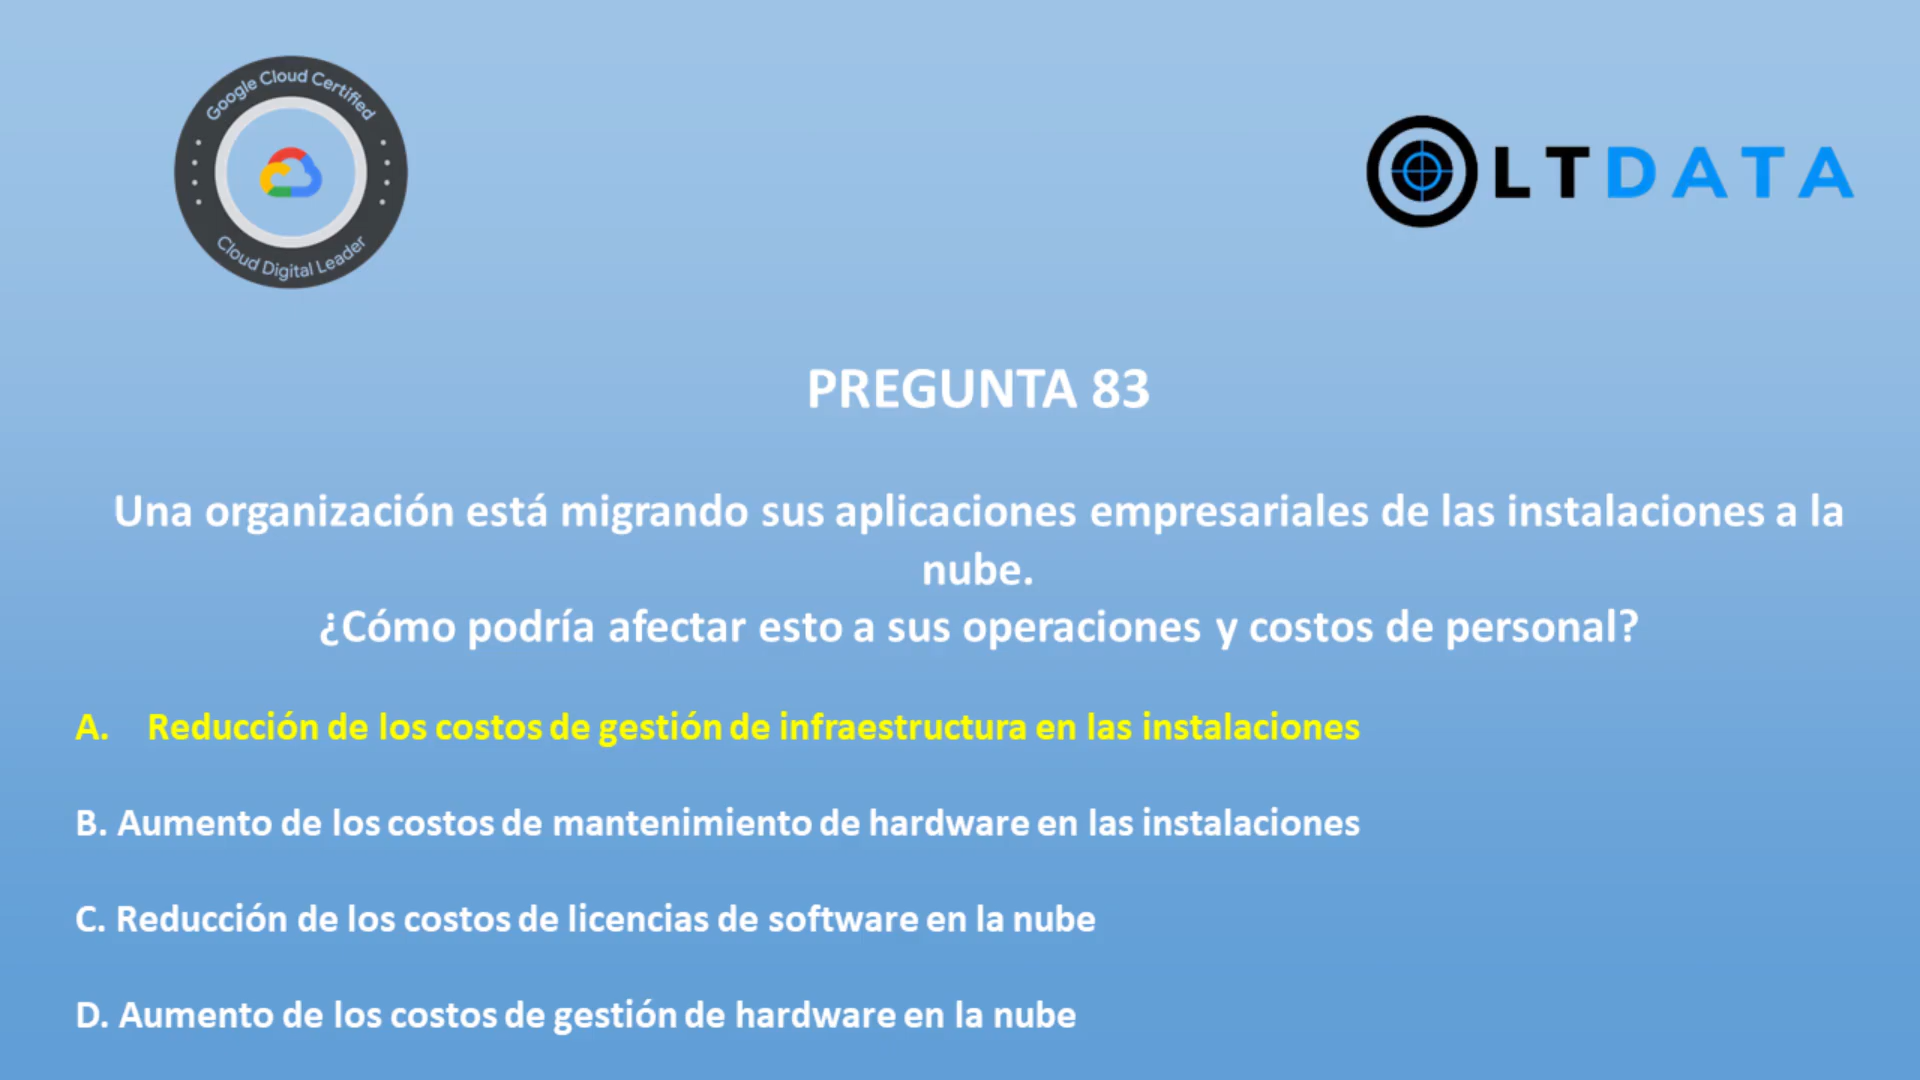 Google Cloud Certified
Cloud Digital Leader
LTDATA
PREGUNTA 83
Una organización está migrando sus aplicaciones empresariales de las instalaciones a la
nube.
¿Cómo podría afectar esto a sus operaciones y costos de personal?
A. Reducción de los costos de gestión de infraestructura en las instalaciones
B. Aumento de los costos de mantenimiento de hardware en las instalaciones
C. Reducción de los costos de licencias de software en la nube
D. Aumento de los costos de gestión de hardware en la nube